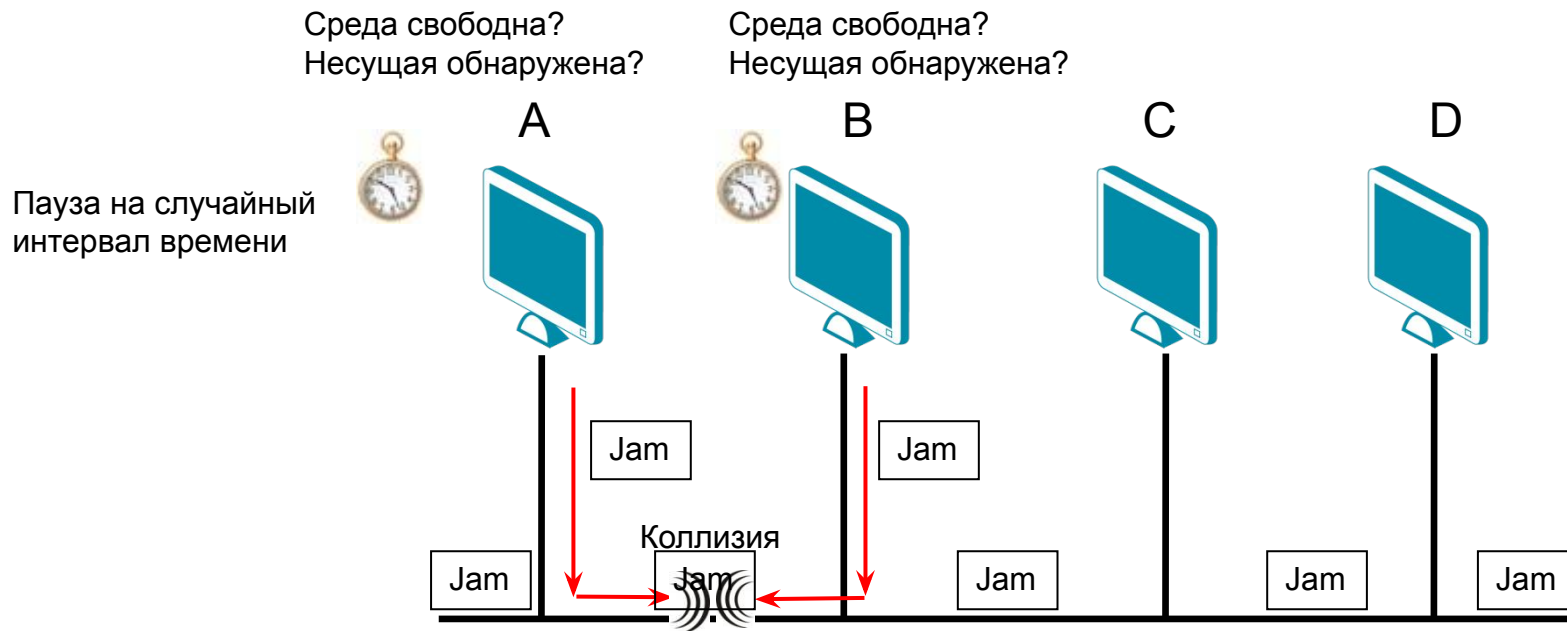 Среда свободна? Среда свободна?
Несущая обнаружена? Несущая обнаружена?
A B C D
Пауза на случайный
интервал времени
Jam Jam
Коллизия
Jam Jam Jam Jam Jam